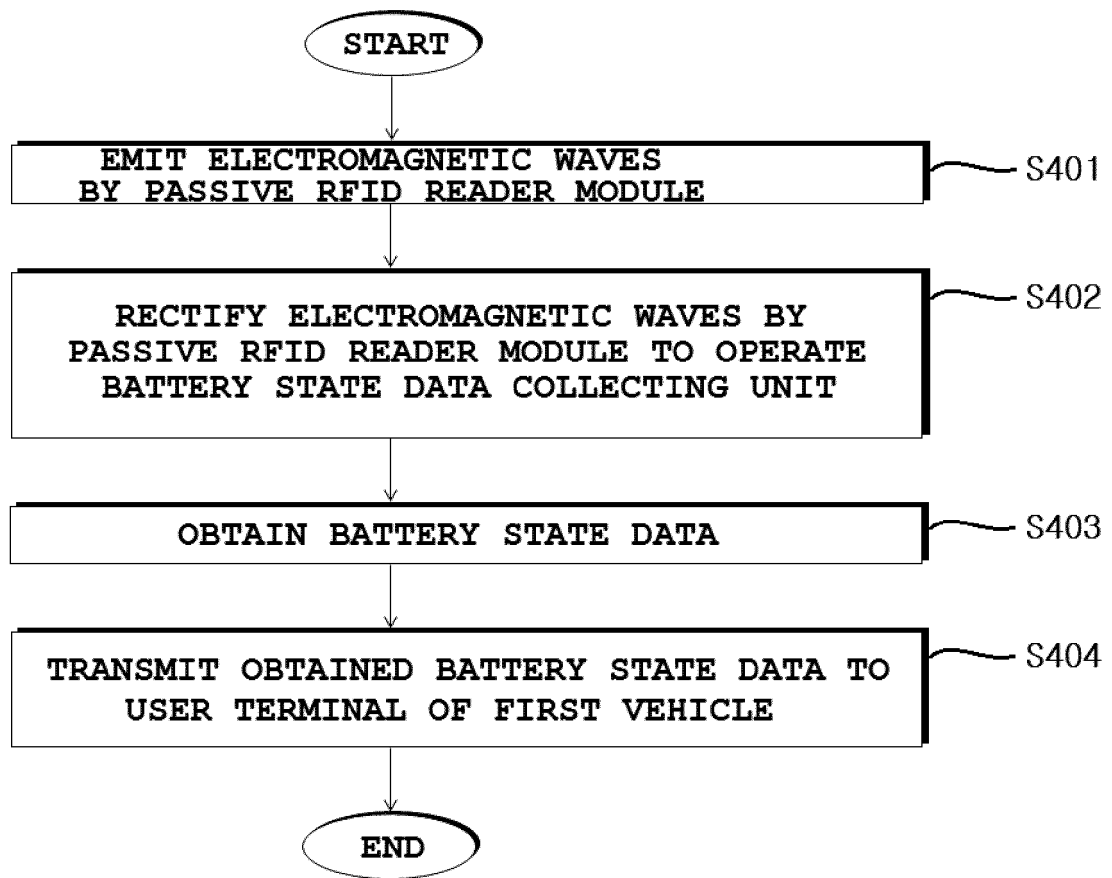 START
EMIT ELECTROMAGNETIC WAVES
BY PASSIVE RFID READER MODULE
S401
RECTIFY ELECTROMAGNETIC WAVES BY
PASSIVE RFID READER MODULE TO OPERATE
BATTERY STATE DATA COLLECTING UNIT
S402
OBTAIN BATTERY STATE DATA
S403
TRANSMIT OBTAINED BATTERY STATE DATA TO
USER TERMINAL OF FIRST VEHICLE
S404
END